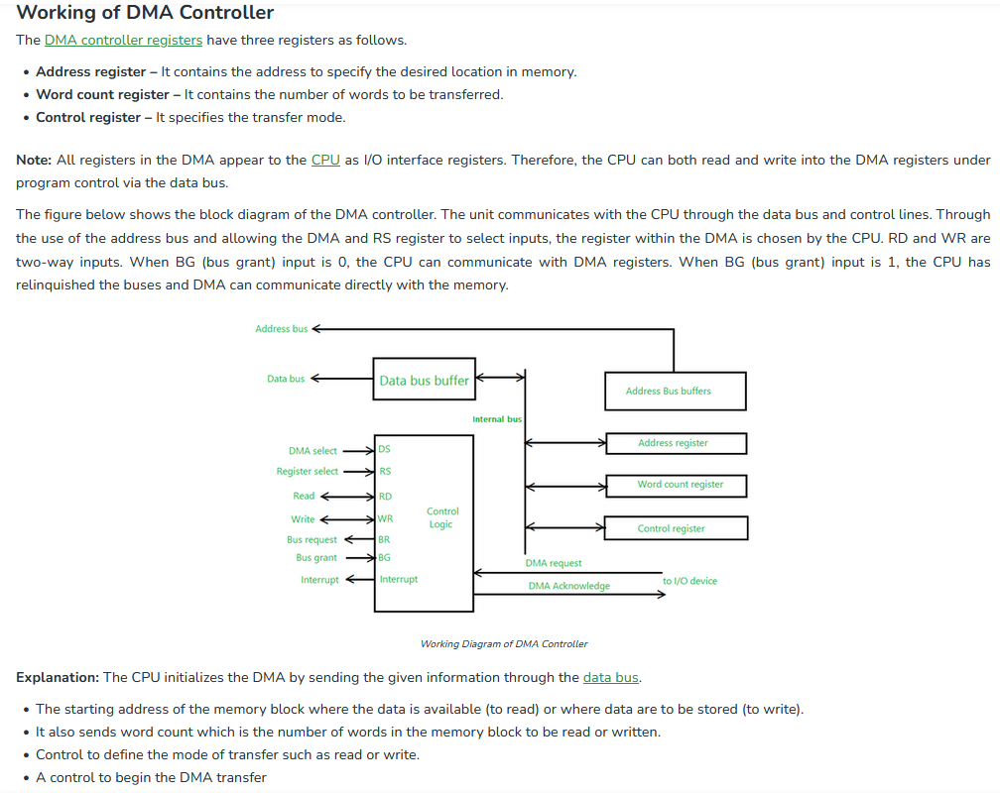 Working of DMA Controller
The DMA controller registers have three registers as follows.
• Address register – It contains the address to specify the desired location in memory.
• Word count register – It contains the number of words to be transferred.
• Control register – It specifies the transfer mode.
Note: All registers in the DMA appear to the CPU as I/O interface registers. Therefore, the CPU can both read and write into the DMA registers under
program control via the data bus.
The figure below shows the block diagram of the DMA controller. The unit communicates with the CPU through the data bus and control lines. Through
the use of the address bus and allowing the DMA and RS register to select inputs, the register within the DMA is chosen by the CPU. RD and WR are
two-way inputs. When BG (bus grant) input is 0, the CPU can communicate with DMA registers. When BG (bus grant) input is 1, the CPU has
relinquished the buses and DMA can communicate directly with the memory.
Address bus
Data bus
Data bus buffer
Address Bus buffers
Internal bus
Address register
DMA select
DS
Register select
RS
Word count register
Read
RD
Control
Logic
Write
WR
Control register
Bus request
BR
Bus grant
BG
DMA request
Interrupt
Interrupt
DMA Acknowledge
to I/O device
Working Diagram of DMA Controller
Explanation: The CPU initializes the DMA by sending the given information through the data bus.
• The starting address of the memory block where the data is available (to read) or where data are to be stored (to write).
• It also sends word count which is the number of words in the memory block to be read or written.
• Control to define the mode of transfer such as read or write.
• A control to begin the DMA transfer